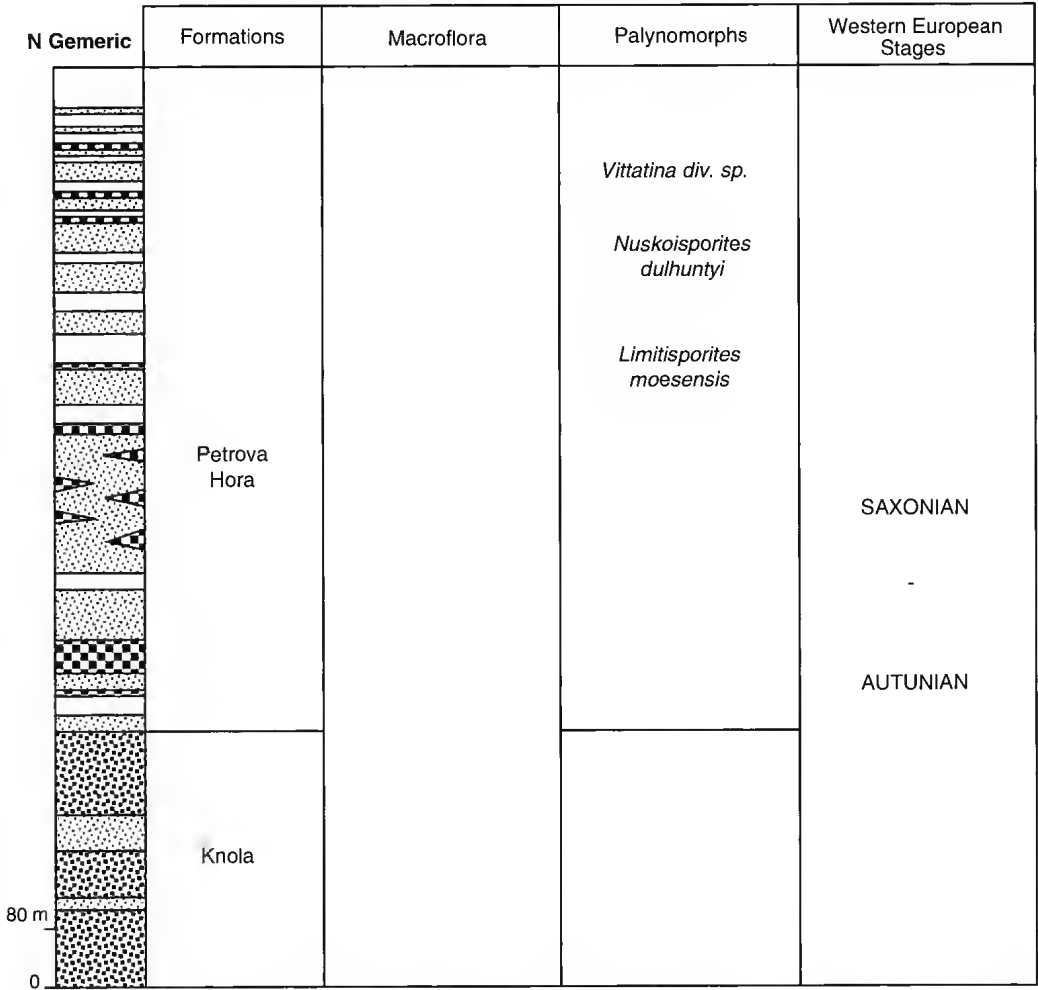 N Gemeric
Formations
Macroflora
Palynomorphs
Western European
Stages
Vittatina div. sp.
Nuskoisporites
dulhuntyi
Limitisporites
moesensis
Petrova
Hora
SAXONIAN
-
AUTUNIAN
Knola
80 m
0